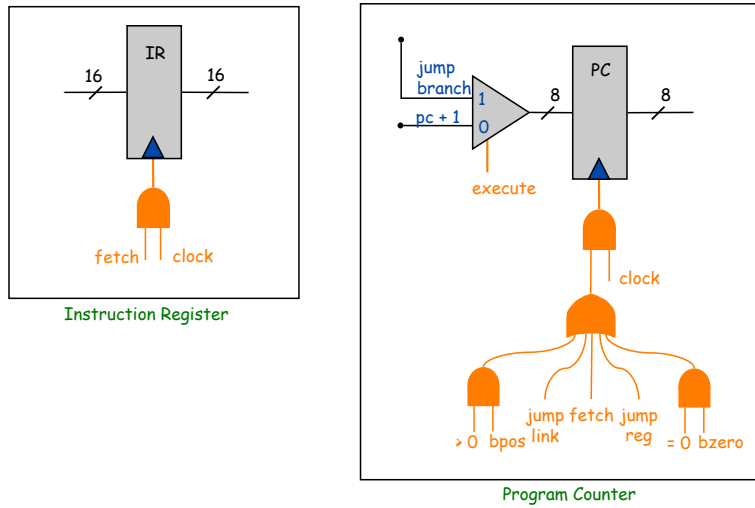 IR
16
16
fetch
clock
Instruction Register
jump
branch
1
pc + 1
0
8
PC
8
execute
clock
jump
link
fetch
jump
reg
> 0 bpos
= 0 bzero
Program Counter